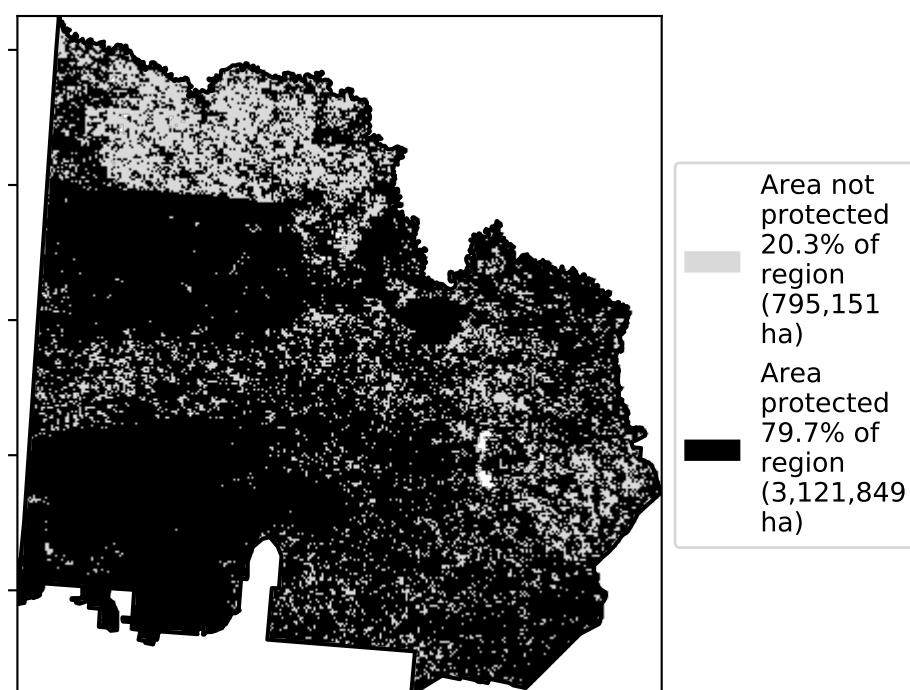 Area not
protected
20.3% of
region
(795,151
ha)
Area
protected
79.7% of
region
(3,121,849
ha)